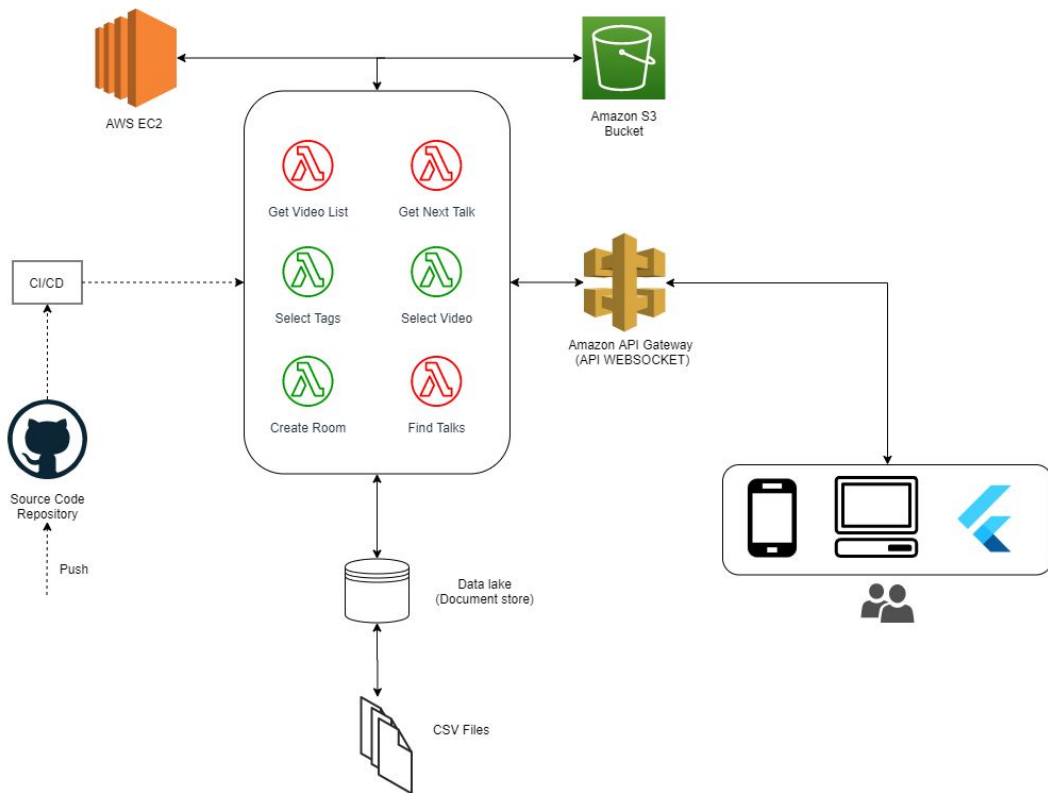 AWS EC2
Amazon S3
Bucket
Get Video List
Get Next Talk
CI/CD
Select Tags
Select Video
Amazon API Gateway
(API WEBSOCKET)
Create Room
Find Talks
Source Code
Repository
Push
Data lake
(Document store)
CSV Files